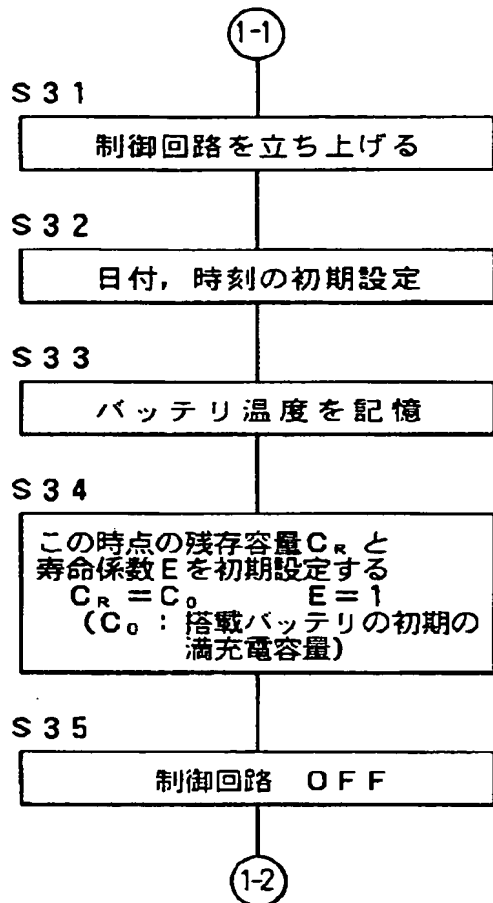 1-1
S31
制御回路を立ち上げる
S32
日付，時刻の初期設定
S33
バッテリ温度を記憶
S34
この時点の残存容量CRと
寿命係数Eを初期設定する
CR＝C0　　E＝1
（C0：搭載バッテリの初期の
満充電容量）
S35
制御回路　OFF
1-2